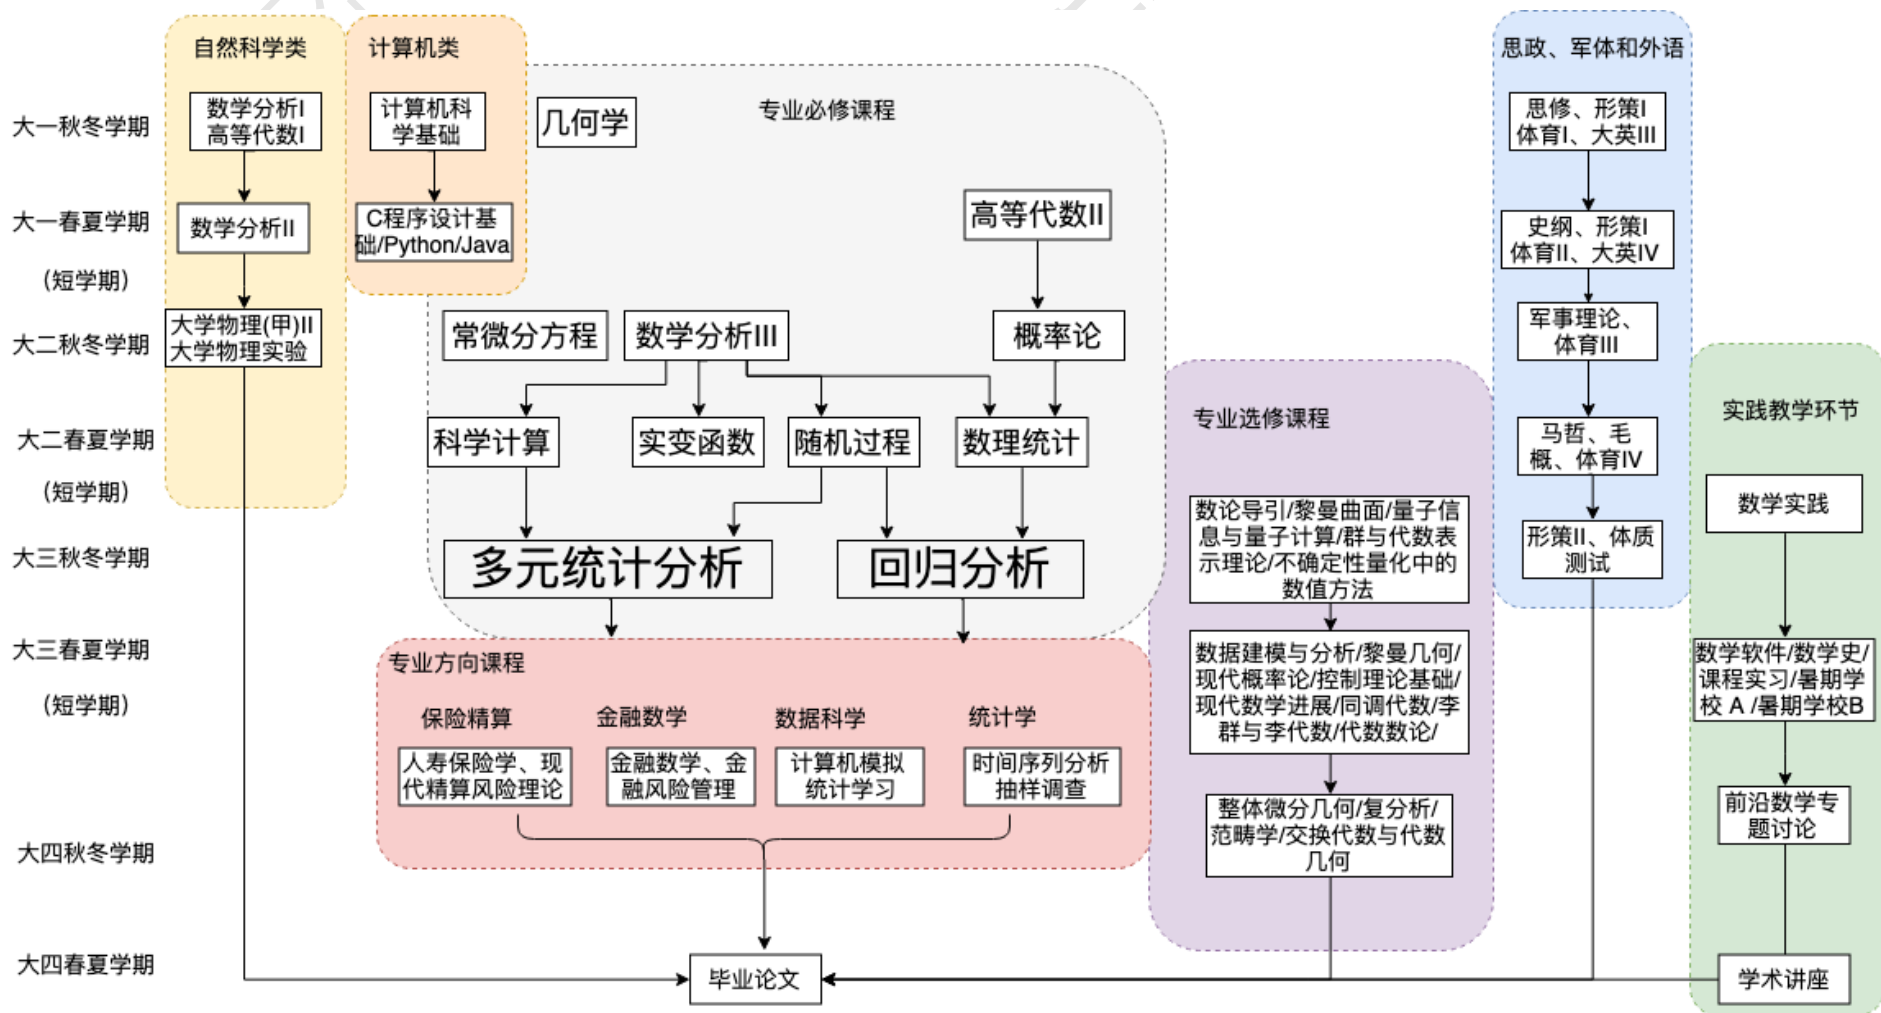 自然科学类
计算机类
思政、军体和外语
专业必修课程
大一秋冬学期
数学分析I
高等代数I
计算机科
学基础
几何学
思修、形策I
体育I、大英III
大一春夏学期
数学分析II
C程序设计基
础/Python/Java
高等代数II
史纲、形策I
体育II、大英IV
（短学期）
大二秋冬学期
大学物理(甲)II
大学物理实验
常微分方程
数学分析III
概率论
军事理论、
体育III
专业选修课程
实践教学环节
大二春夏学期
科学计算
实变函数
随机过程
数理统计
马哲、毛
概、体育IV
（短学期）
数论导引/黎曼曲面/量子信
息与量子计算/群与代数表
示理论/不确定性量化中的
数值方法
数学实践
大三秋冬学期
多元统计分析
回归分析
形策II、体质
测试
大三春夏学期
专业方向课程
数据建模与分析/黎曼几何/
现代概率论/控制理论基础/
现代数学进展/同调代数/李
群与李代数/代数数论/
数学软件/数学史/
课程实习/暑期学
校 A /暑期学校B
（短学期）
保险精算
金融数学
数据科学
统计学
人寿保险学、现
代精算风险理论
金融数学、金
融风险管理
计算机模拟
统计学习
时间序列分析
抽样调查
大四秋冬学期
整体微分几何/复分析/
范畴学/交换代数与代数
几何
前沿数学专
题讨论
大四春夏学期
毕业论文
学术讲座